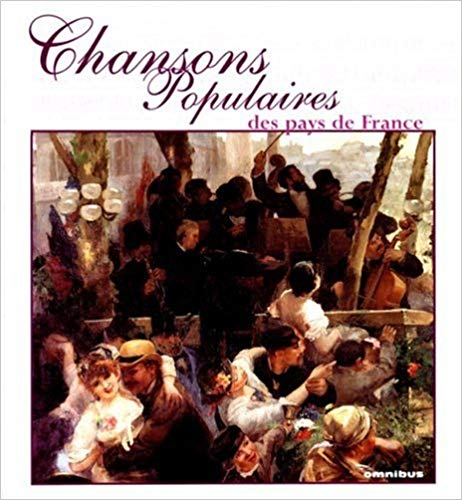 Chansons
Populaires
des pays de France
omnibus